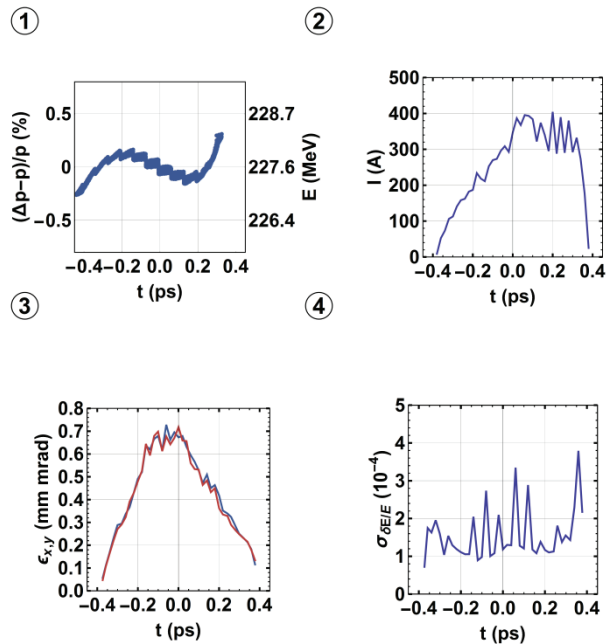 ①
②
(Δp−p)/p (%)
0.5
0
−0.5
228.7
227.6
226.4
E (MeV)
−0.4 −0.2 0.0 0.2 0.4
t (ps)
I (A)
500
400
300
200
100
0
−0.4 −0.2 0.0 0.2 0.4
t (ps)
③
④
ϵx,y (mm mrad)
0.8
0.7
0.6
0.5
0.4
0.3
0.2
0.1
0.0
−0.4 −0.2 0.0 0.2 0.4
t (ps)
σδE/E (10⁻⁴)
5
4
3
2
1
0
−0.4 −0.2 0.0 0.2 0.4
t (ps)